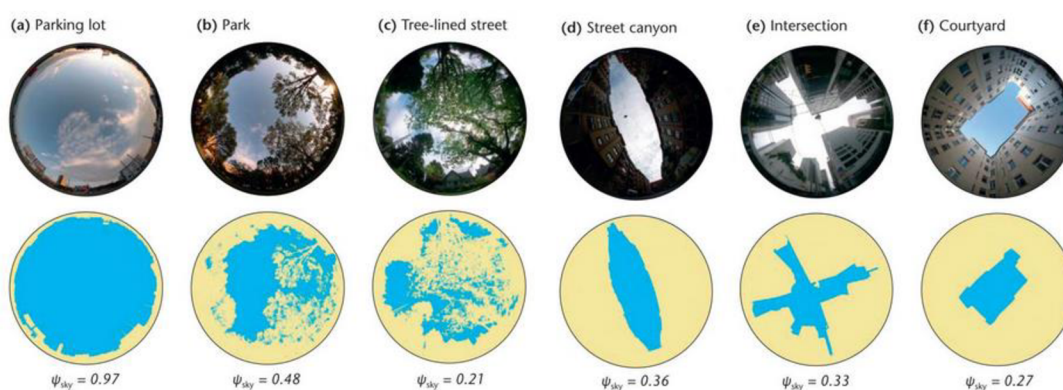 (a) Parking lot
(b) Park
(c) Tree-lined street
(d) Street canyon
(e) Intersection
(f) Courtyard
ψsky = 0.97
ψsky = 0.48
ψsky = 0.21
ψsky = 0.36
ψsky = 0.33
ψsky = 0.27